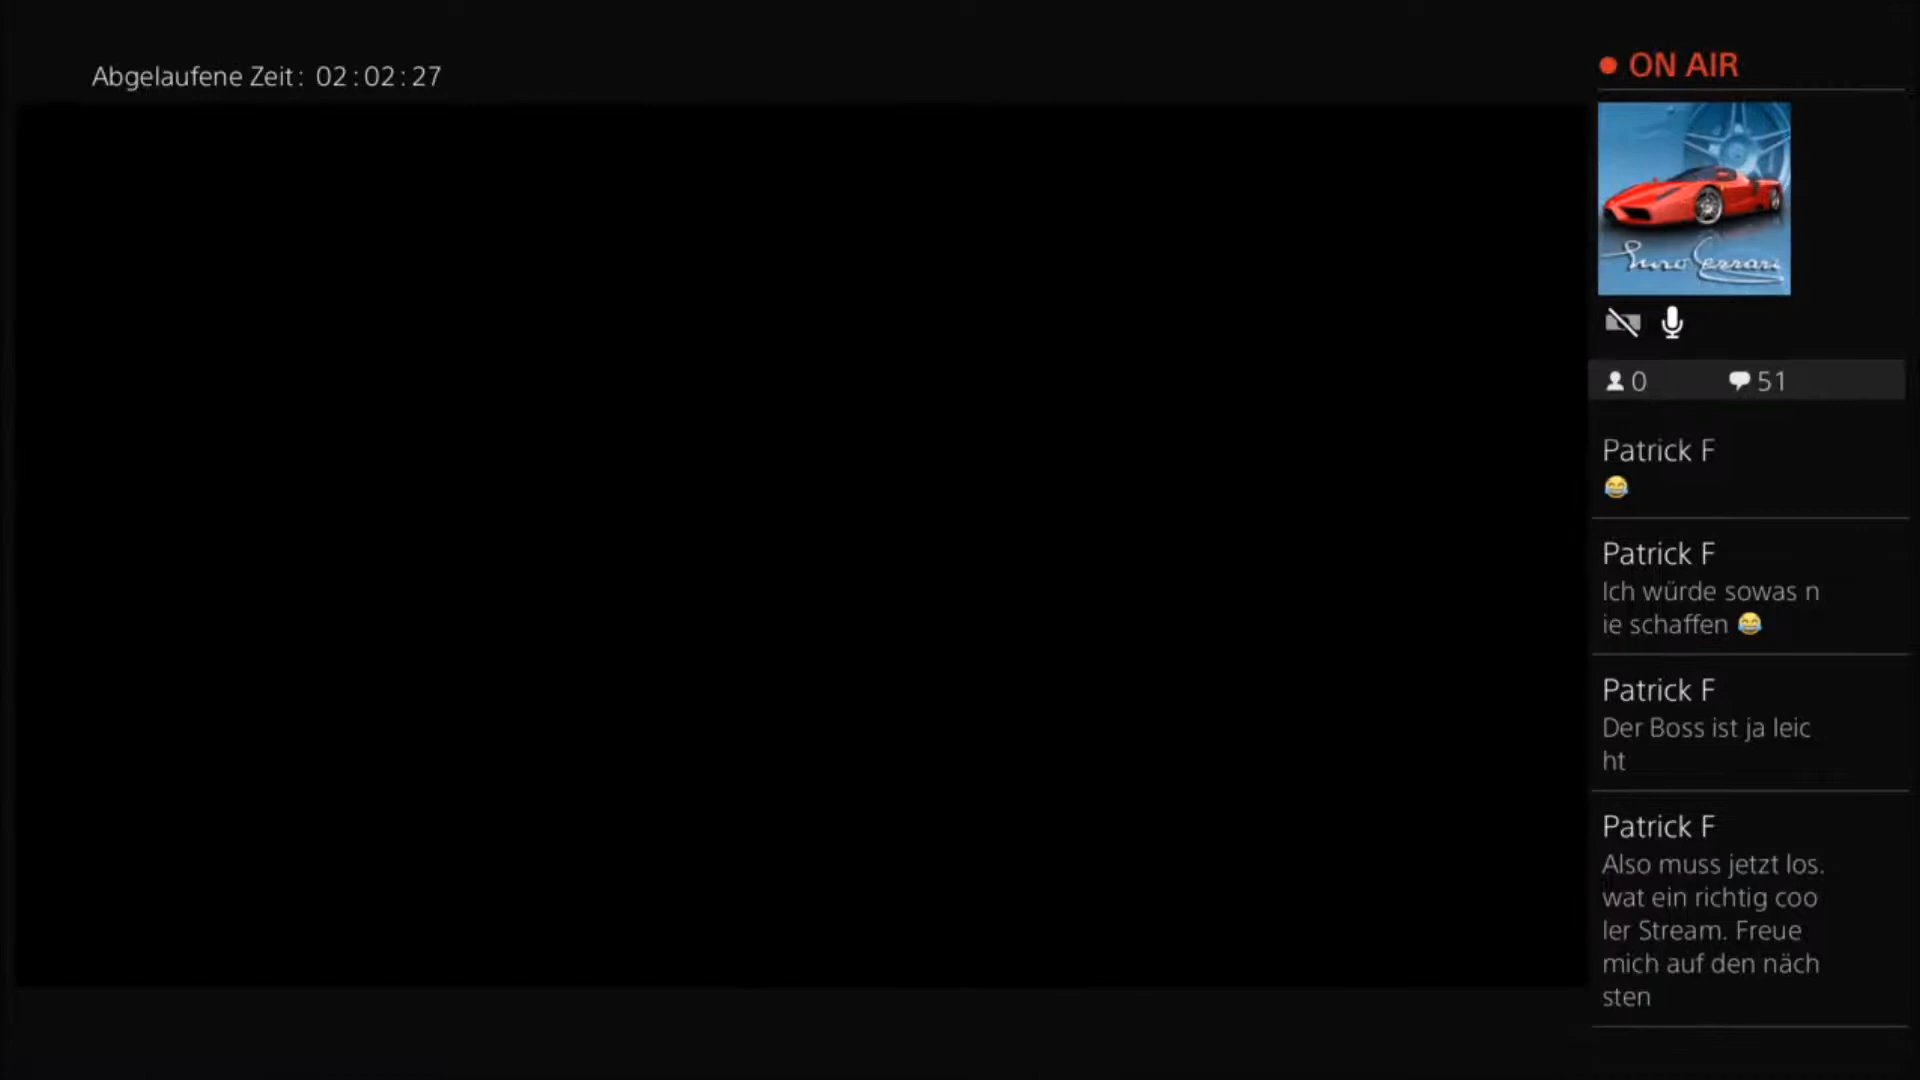 Abgelaufene Zeit: 02:02:27
ON AIR
Enzo Ferrari
0
51
Patrick F
😂
Patrick F
Ich würde sowas n
ie schaffen 😂
Patrick F
Der Boss ist ja leic
ht
Patrick F
Also muss jetzt los.
wat ein richtig coo
ler Stream. Freue
mich auf den näch
sten